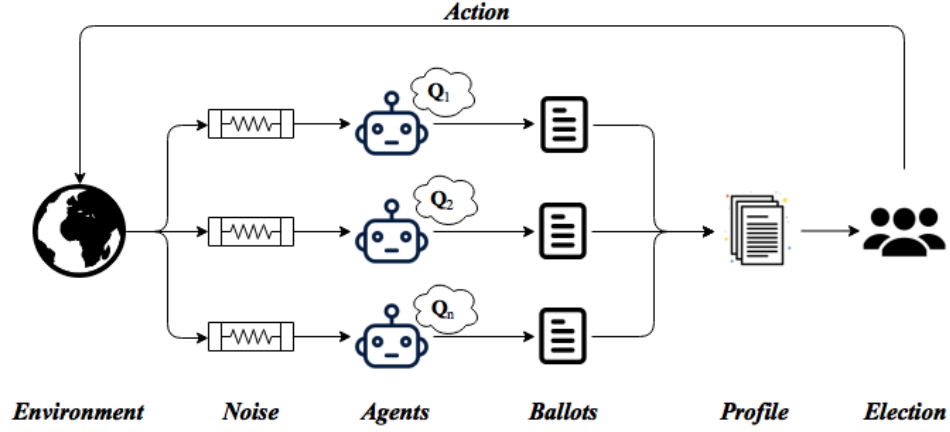 Action
Q1
Q2
Qn
Environment Noise Agents Ballots Profile Election